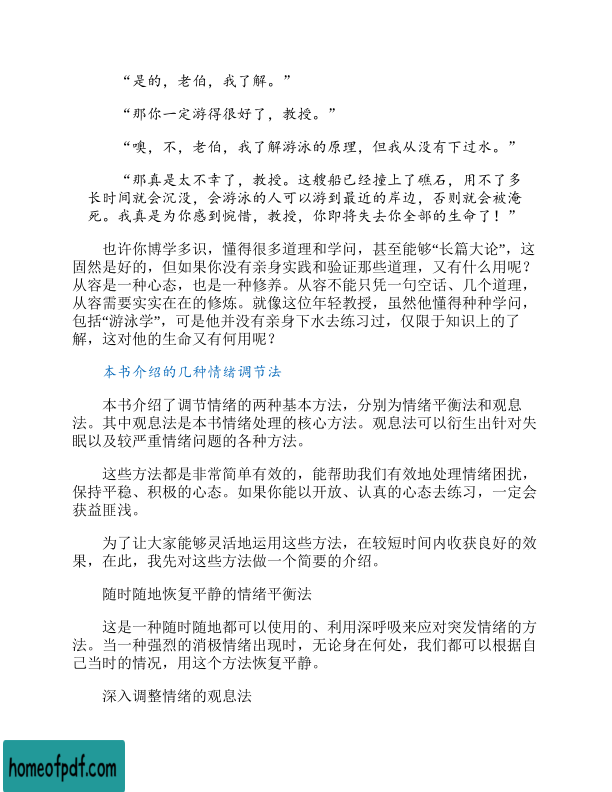 “是的，老伯，我了解。”
“那你一定游得很好了，教授。”
“噢，不，老伯，我了解游泳的原理，但我从没有下过水。”
“那真是太不幸了，教授。这艘船已经撞上了礁石，用不了多
长时间就会沉没，会游泳的人可以游到最近的岸边，否则就会被淹
死。我真是为你感到惋惜，教授，你即将失去你全部的生命了！”
也许你博学多识，懂得很多道理和学问，甚至能够“长篇大论”，这
固然是好的，但如果你没有亲身实践和验证那些道理，又有什么用呢？
从容是一种心态，也是一种修养。从容不能只凭一句空话、几个道理，
从容需要实实在在的修炼。就像这位年轻教授，虽然他懂得种种学问，
包括“游泳学”，可是他并没有亲身下水去练习过，仅限于知识上的了
解，这对他的生命又有何用呢？
本书介绍的几种情绪调节法
本书介绍了调节情绪的两种基本方法，分别为情绪平衡法和观息
法。其中观息法是本书情绪处理的核心方法。观息法可以衍生出针对失
眠以及较严重情绪问题的各种方法。
这些方法都是非常简单有效的，能帮助我们有效地处理情绪困扰，
保持平稳、积极的心态。如果你能以开放、认真的心态去练习，一定会
获益匪浅。
为了让大家能够灵活地运用这些方法，在较短时间内收获良好的效
果，在此，我先对这些方法做一个简要的介绍。
随时随地恢复平静的情绪平衡法
这是一种随时随地都可以使用的、利用深呼吸来应对突发情绪的方
法。当一种强烈的消极情绪出现时，无论身在何处，我们都可以根据自
己当时的情况，用这个方法恢复平静。
深入调整情绪的观息法
homeofpdf.com